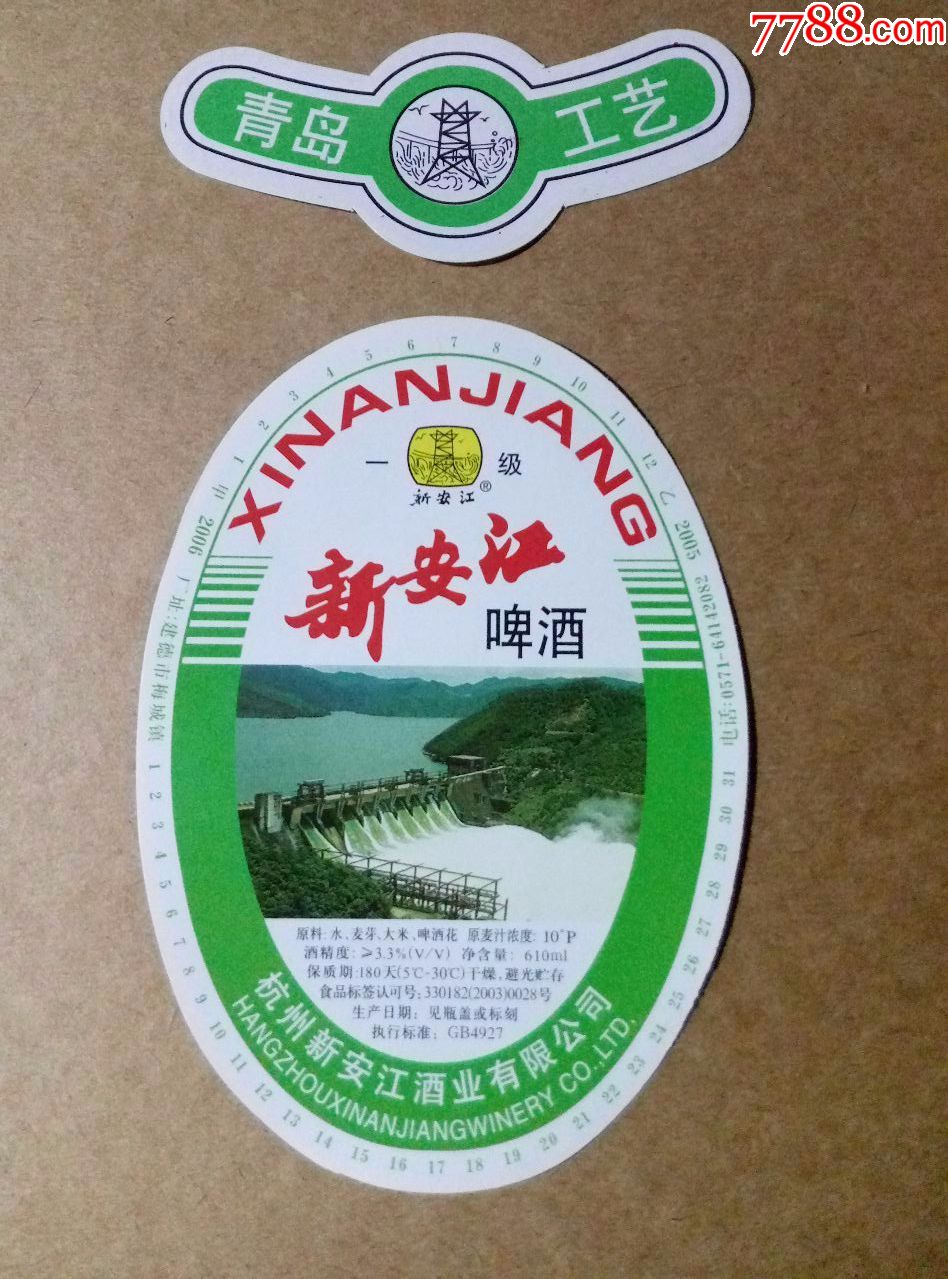 7788.com
青岛 工艺
XINANJIANG
一 级
新安江®
新安江
啤酒
原料:水、麦芽、大米、啤酒花 原麦汁浓度: 10°P
酒精度:≥3.3%(V/V) 净含量: 610ml
保质期:180天(5℃-30℃)干燥,避光贮存
食品标签认可号:330182(2003)0028号
生产日期: 见瓶盖或标刻
执行标准: GB4927
杭州新安江酒业有限公司
HANGZHOUXINANJIANGWINERY CO.,LTD.
甲 1 2 3 4 5 6 7 8 9 10 11 12 乙
2006
2005
厂址:建德市梅城镇
电话:0571-64142082
1 2 3 4 5 6 7 8 9 10 11 12 13 14 15 16 17 18 19 20 21 22 23 24 25 26 27 28 29 30 31